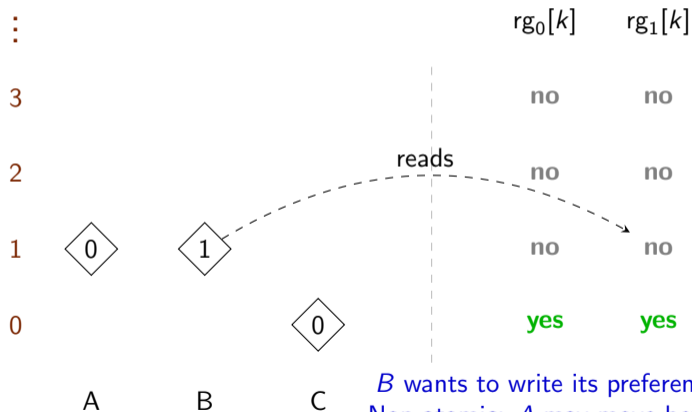 ⋮ rg₀[k] rg₁[k]
3 no no
reads
2 no no
1 0 1 no no
0 0 yes yes
B wants to write its
A B C